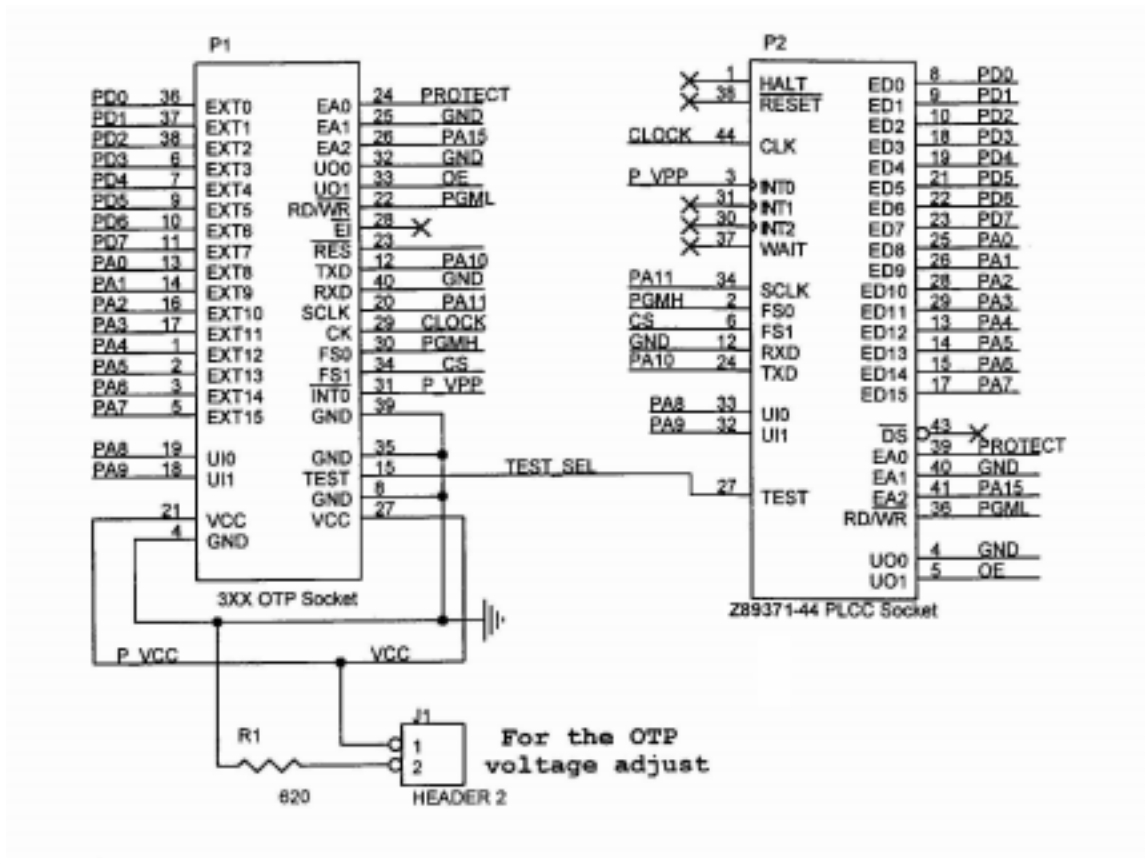 P1
PD0 36 EXT0 EA0 24 PROTECT
PD1 37 EXT1 EA1 25 GND
PD2 38 EXT2 EA2 26 PA15
PD3 6 EXT3 UO0 32 GND
PD4 7 EXT4 UO1 33 OE
PD5 9 EXT5 RD/WR 22 PGML
PD6 10 EXT6 EI 28
PD7 11 EXT7 RES 23
PA0 13 EXT8 TXD 12 PA10
PA1 14 EXT9 RXD 40 GND
PA2 16 EXT10 SCLK 20 PA11
PA3 17 EXT11 CK 29 CLOCK
PA4 1 EXT12 FS0 30 PGMH
PA5 2 EXT13 FS1 34 CS
PA6 3 EXT14 INT0 31 P_VPP
PA7 5 EXT15 GND 39
PA8 19 UI0 GND 35
PA9 18 UI1 TEST 15 TEST_SEL
GND 8
21 VCC VCC 27
4 GND
3XX OTP Socket
P_VCC VCC
P2
1 HALT ED0 8 PD0
38 RESET ED1 9 PD1
ED2 10 PD2
CLOCK 44 CLK ED3 18 PD3
ED4 19 PD4
P_VPP 3 INT0 ED5 21 PD5
31 INT1 ED6 22 PD6
30 INT2 ED7 23 PD7
37 WAIT ED8 25 PA0
ED9 26 PA1
PA11 34 SCLK ED10 28 PA2
PGMH 2 FS0 ED11 29 PA3
CS 6 FS1 ED12 13 PA4
GND 12 RXD ED13 14 PA5
PA10 24 TXD ED14 15 PA6
ED15 17 PA7
PA8 33 UI0
PA9 32 UI1 DS 43
EA0 39 PROTECT
EA1 40 GND
27 TEST EA2 41 PA15
RD/WR 36 PGML
UO0 4 GND
UO1 5 OE
Z89371-44 PLCC Socket
R1
620
J1
1
2
HEADER 2
For the OTP
voltage adjust